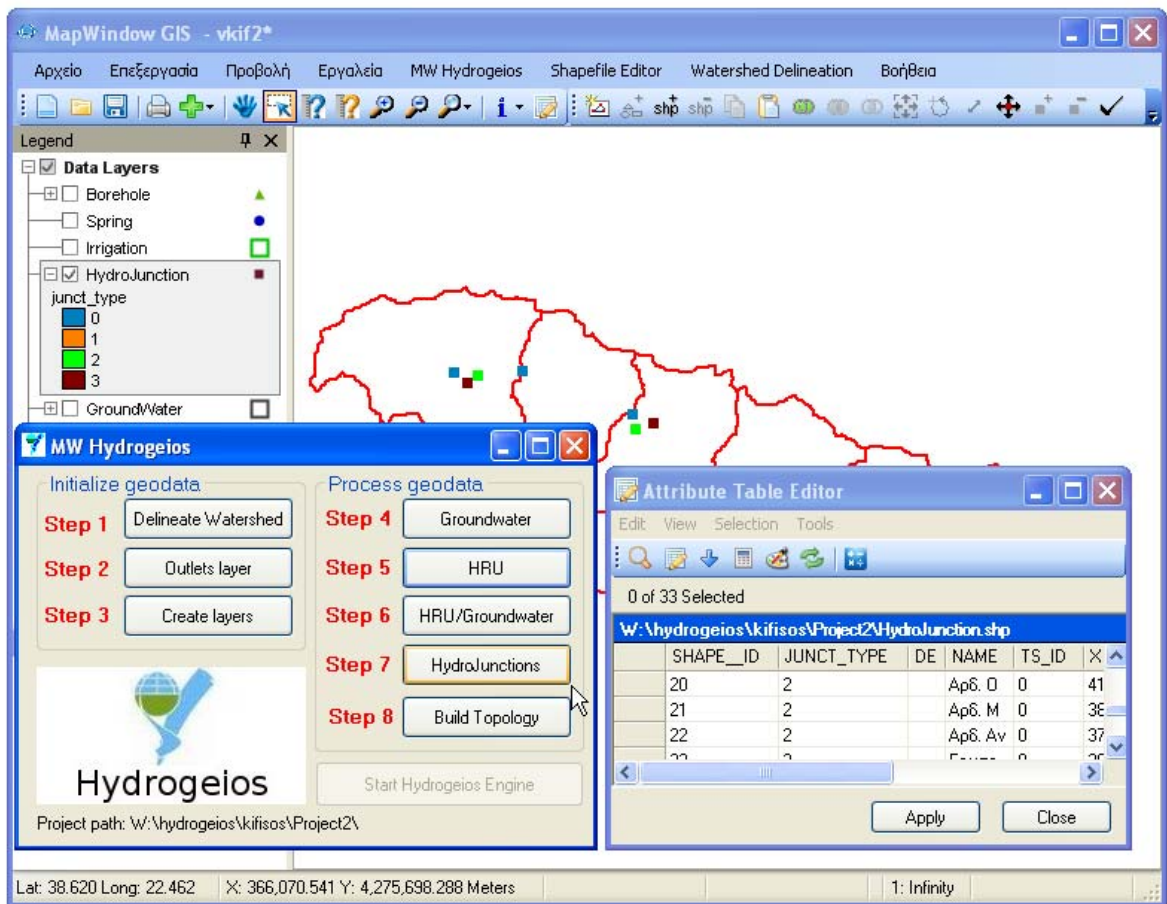 MapWindow GIS - vkif2*
Αρχείο Επεξεργασία Προβολή Εργαλεία MW Hydrogeios Shapefile Editor Watershed Delineation Βοήθεια
shp shp
Legend
Data Layers
Borehole
Spring
Irrigation
HydroJunction
junct_type
0
1
2
3
GroundWater
MW Hydrogeios
Initialize geodata
Step 1 Delineate Watershed
Step 2 Outlets layer
Step 3 Create layers
Process geodata
Step 4 Groundwater
Step 5 HRU
Step 6 HRU/Groundwater
Step 7 HydroJunctions
Step 8 Build Topology
Hydrogeios
Start Hydrogeios Engine
Project path: W:\hydrogeios\kifisos\Project2\
Attribute Table Editor
Edit View Selection Tools
0 of 33 Selected
W:\hydrogeios\kifisos\Project2\HydroJunction.shp
SHAPE__ID JUNCT_TYPE DE NAME TS_ID X
20 2 Αρδ. Ο 0 41
21 2 Αρδ. Μ 0 38
22 2 Αρδ. Αν 0 37
Apply Close
Lat: 38.620 Long: 22.462 X: 366,070.541 Y: 4,275,698.288 Meters 1: Infinity